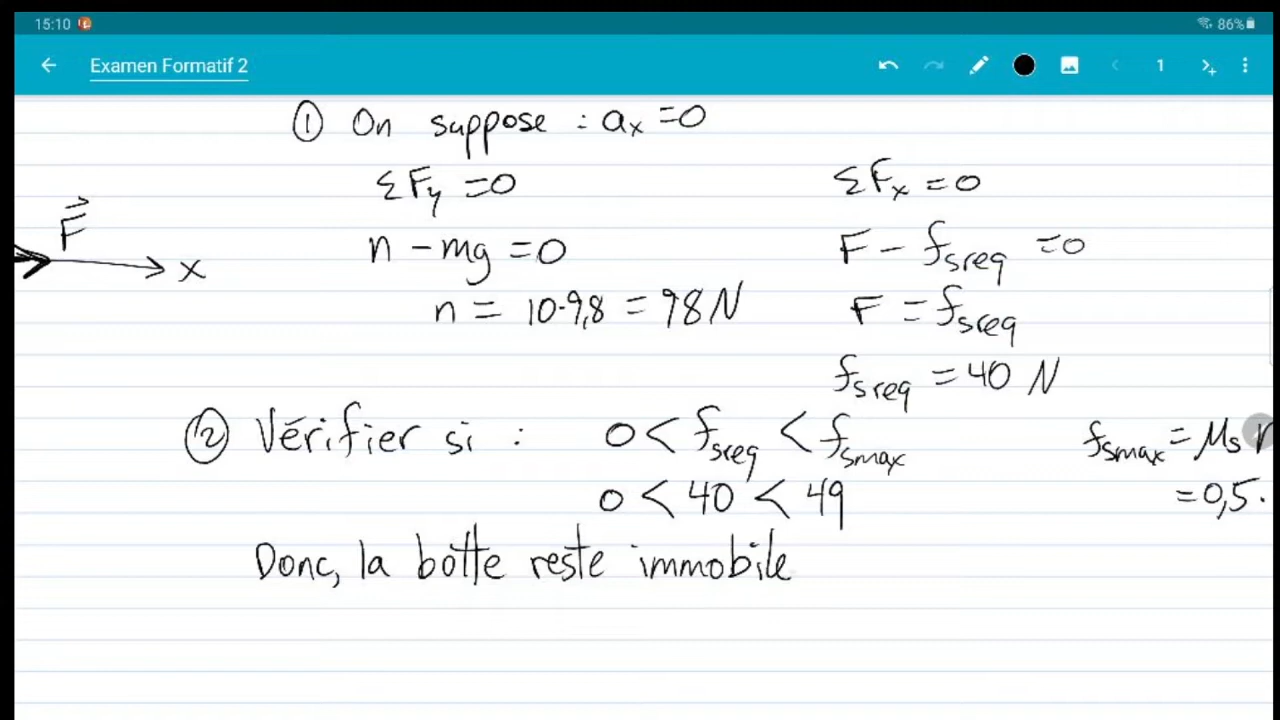 15:10 86%
Examen Formatif 2 1
① On suppose : aₓ = 0
ΣFy = 0 ΣFx = 0
F⃗
x
n - mg = 0 F - fsreq = 0
n = 10·9,8 = 98 N F = fsreq
fsreq = 40 N
② Vérifier si : 0 < fsreq < fsmax fsmax = μs
0 < 40 < 49 = 0,5 ·
Donc, la boîte reste immobile